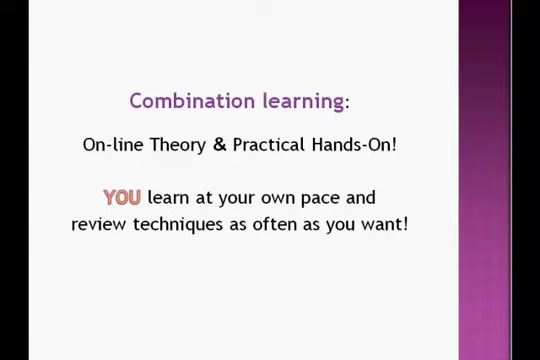 Combination learning:
On-line Theory & Practical Hands-On!
YOU learn at your own pace and
review techniques as often as you want!